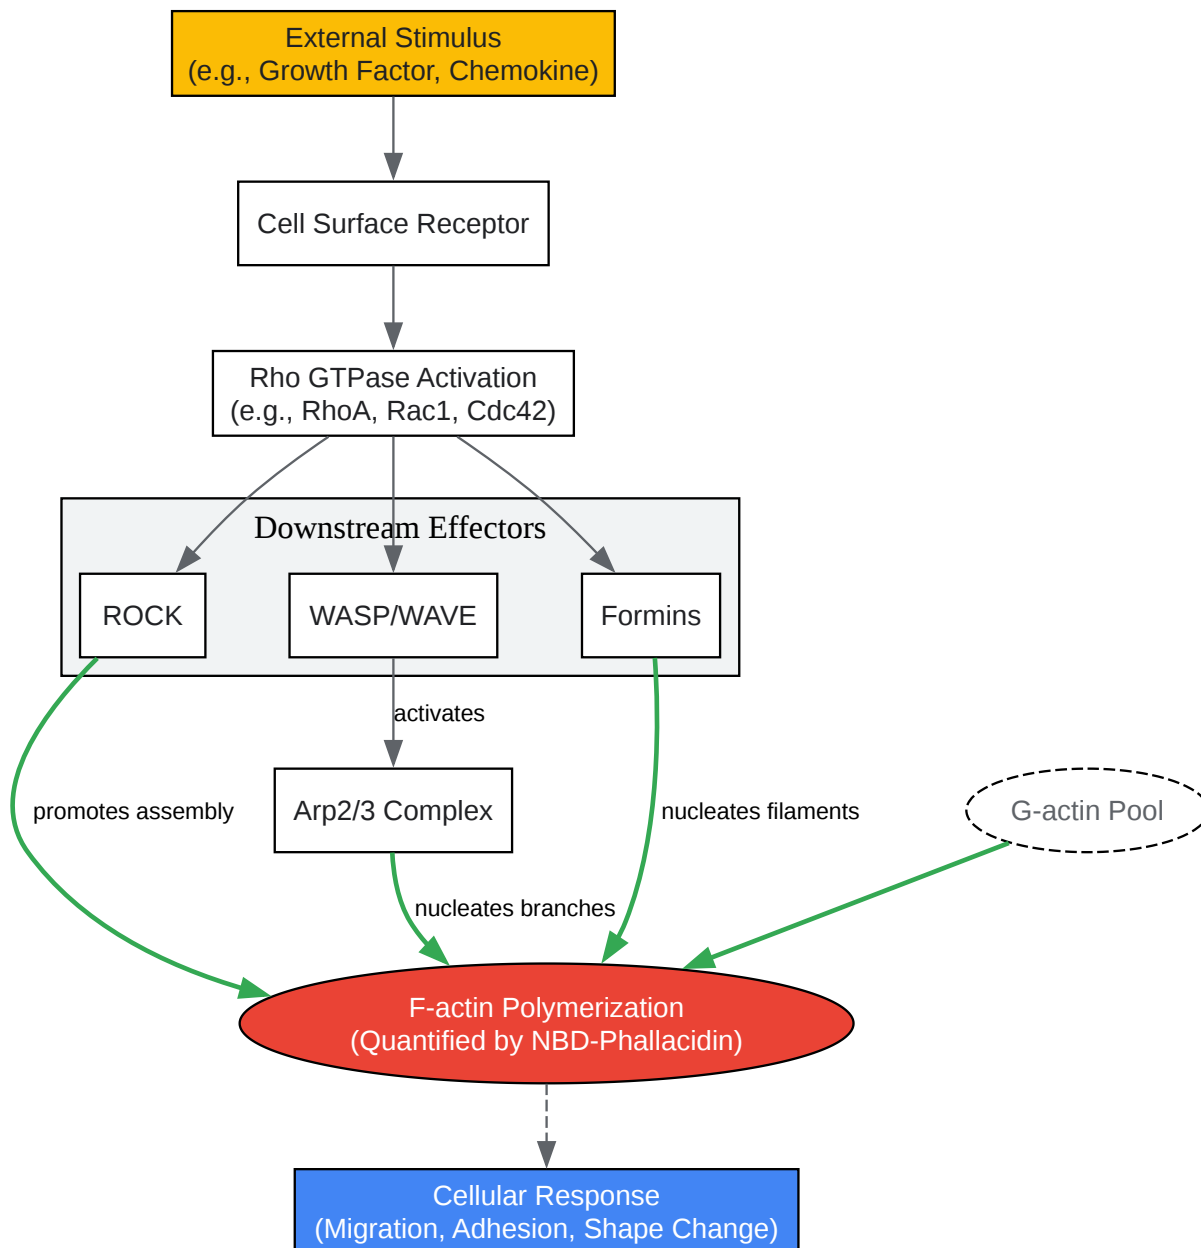 External Stimulus
(e.g., Growth Factor, Chemokine)
Cell Surface Receptor
Rho GTPase Activation
(e.g., RhoA, Rac1, Cdc42)
Downstream Effectors
ROCK
WASP/WAVE
Formins
activates
promotes assembly
Arp2/3 Complex
nucleates filaments
G-actin Pool
nucleates branches
F-actin Polymerization
(Quantified by NBD-Phallacidin)
Cellular Response
(Migration, Adhesion, Shape Change)